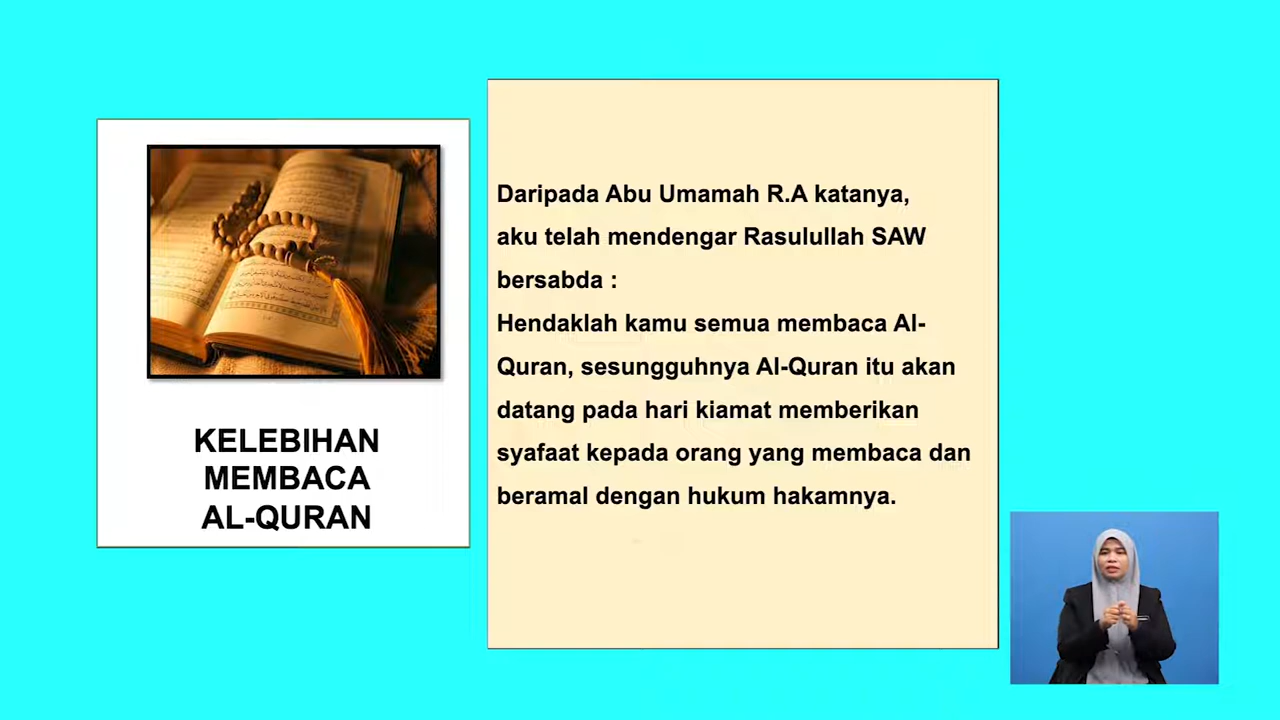 KELEBIHAN
MEMBACA
AL-QURAN
Daripada Abu Umamah R.A katanya,
aku telah mendengar Rasulullah SAW
bersabda :
Hendaklah kamu semua membaca Al-
Quran, sesungguhnya Al-Quran itu akan
datang pada hari kiamat memberikan
syafaat kepada orang yang membaca dan
beramal dengan hukum hakamnya.